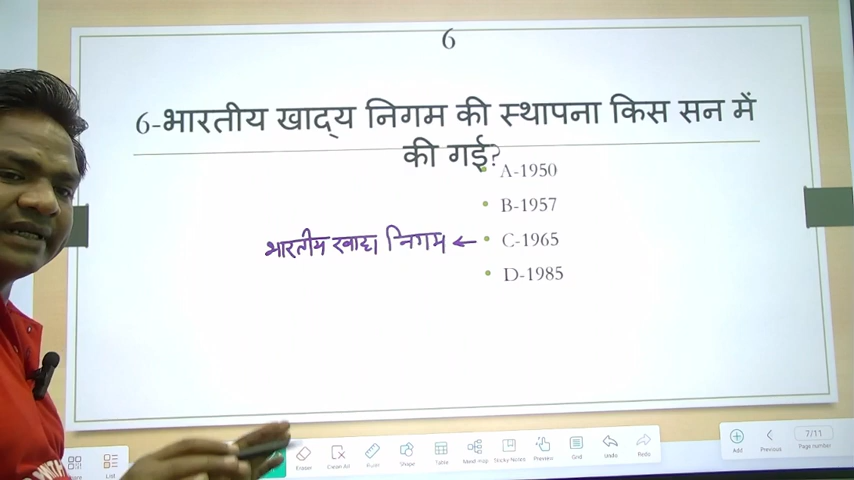 6
6-भारतीय खाद्य निगम की स्थापना किस सन में
की गई?
A-1950
B-1957
भारतीय खाद्य निगम ← C-1965
D-1985
List
Eraser
Clean All
Ruler
Shape
Table
Mind map
Sticky Notes
Preview
Grid
Undo
Redo
Add
Previous
7/11
Page number